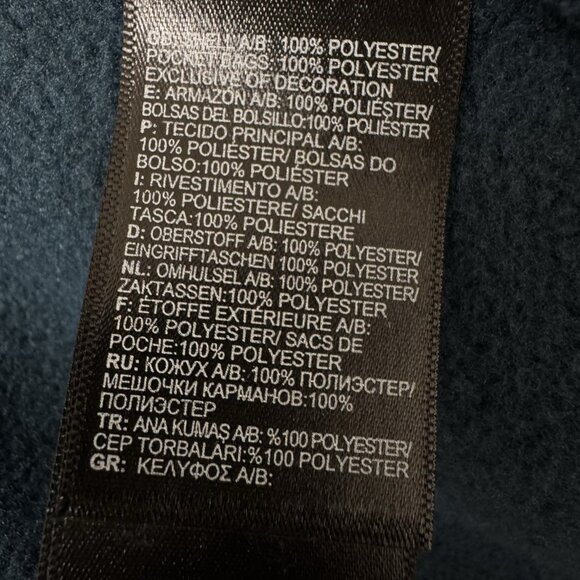 GB: SHELL A/B: 100% POLYESTER/
POCKET BAGS: 100% POLYESTER
EXCLUSIVE OF DECORATION
E: ARMAZÓN A/B: 100% POLIÉSTER/
BOLSAS DEL BOLSILLO: 100% POLIÉSTER
P: TECIDO PRINCIPAL A/B:
100% POLIÉSTER/ BOLSAS DO
BOLSO:100% POLIÉSTER
I: RIVESTIMENTO A/B:
100% POLIESTERE/ SACCHI
TASCA:100% POLIESTERE
D: OBERSTOFF A/B: 100% POLYESTER/
EINGRIFFTASCHEN 100% POLYESTER
NL: OMHULSEL A/B: 100% POLYESTER/
ZAKTASSEN:100% POLYESTER
F: ÉTOFFE EXTÉRIEURE A/B:
100% POLYESTER/ SACS DE
POCHE:100% POLYESTER
RU: КОЖУХ A/B: 100% ПОЛИЭСТЕР/
МЕШОЧКИ КАРМАНОВ:100%
ПОЛИЭСТЕР
TR: ANA KUMAŞ A/B: %100 POLYESTER/
CEP TORBALARI:%100 POLYESTER
GR: ΚΕΛΥΦΟΣ A/B: